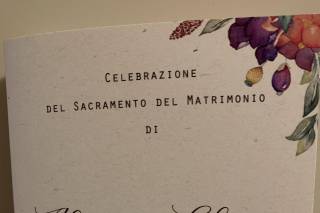 Celebrazione
del Sacramento del Matrimonio
di